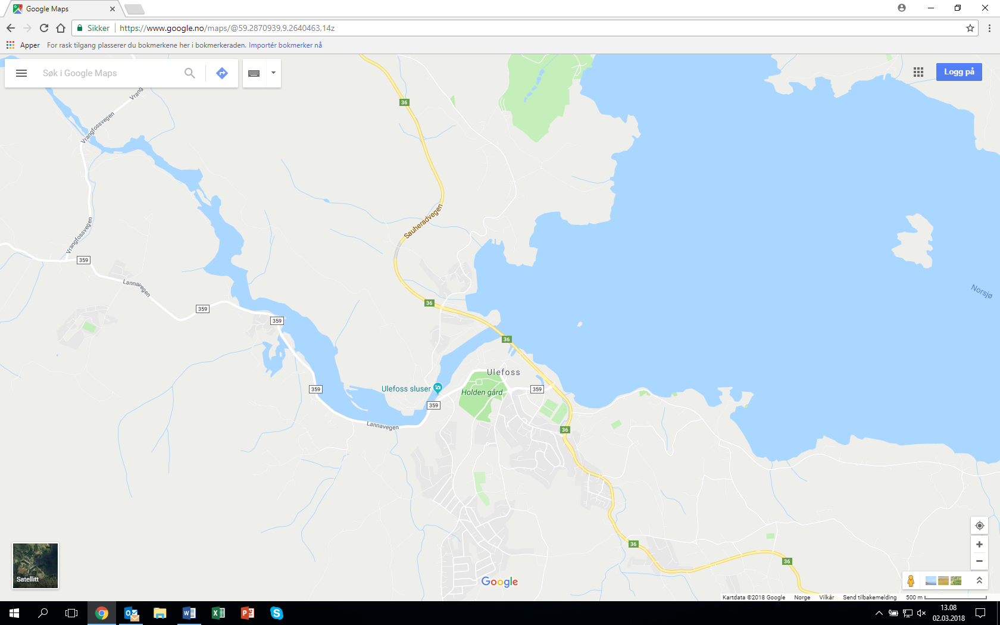 Google Maps
Sikker
https://www.google.no/maps/@59.2870939,9.2640463,14z
Apper
For rask tilgang plasserer du bokmerkene her i bokmerkeraden. Importér bokmerker nå
Søk i Google Maps
Logg på
Vrang
36
Vrangfossvegen
Sauheradvegen
Vrangfossvegen
359
Lannavegen
Norsjø
36
359
359
36
Ulefoss
359
Ulefoss sluser
Holden gård
359
359
Lannavegen
36
36
36
Satellitt
Google
Kartdata ©2018 Google
Norge
Vilkår
Send tilbakemelding
500 m
13.08
02.03.2018